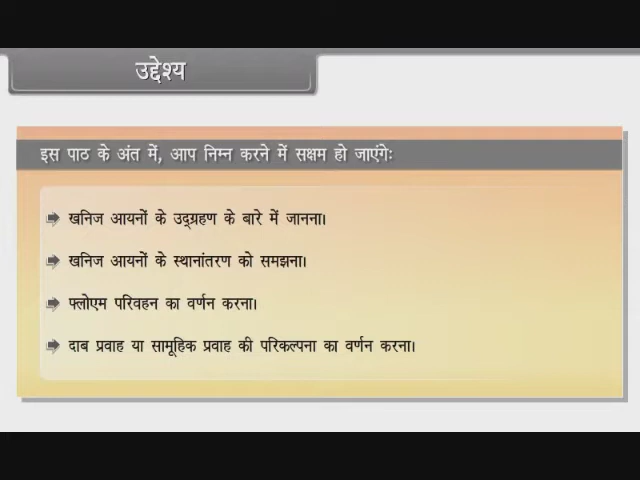 उद्देश्य
इस पाठ के अंत में, आप निम्न करने में सक्षम हो जाएंगेः
खनिज आयनों के उद्ग्रहण के बारे में जानना।
खनिज आयनों के स्थानांतरण को समझना।
फ्लोएम परिवहन का वर्णन करना।
दाब प्रवाह या सामूहिक प्रवाह की परिकल्पना का वर्णन करना।